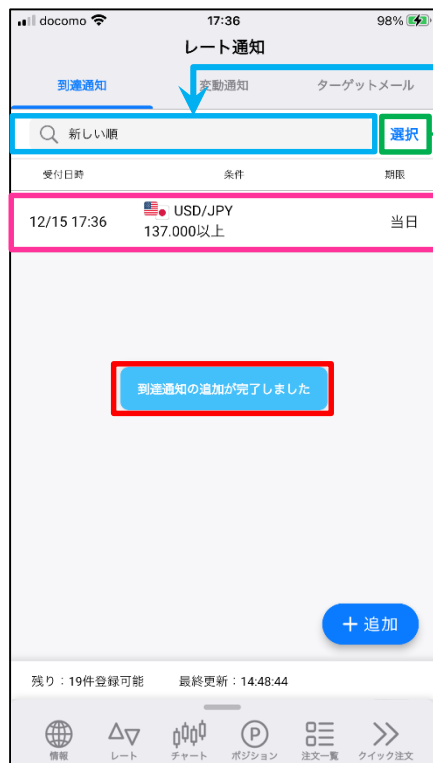 docomo 17:36 98%
レート通知
到達通知 変動通知 ターゲットメール
新しい順 選択
受付日時 条件 期限
12/15 17:36 USD/JPY 当日
137.000以上
到達通知の追加が完了しました
+ 追加
残り：19件登録可能 最終更新：14:48:44
情報 レート チャート ポジション 注文一覧 クイック注文